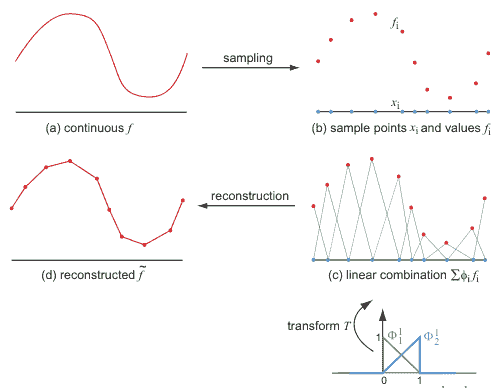 sampling
f_i
x_i
(a) continuous f
(b) sample points x_i and values f_i
reconstruction
(d) reconstructed f̃
(c) linear combination ∑ϕ_i f_i
transform T
1 Φ_1^1 Φ_2^1
0 1